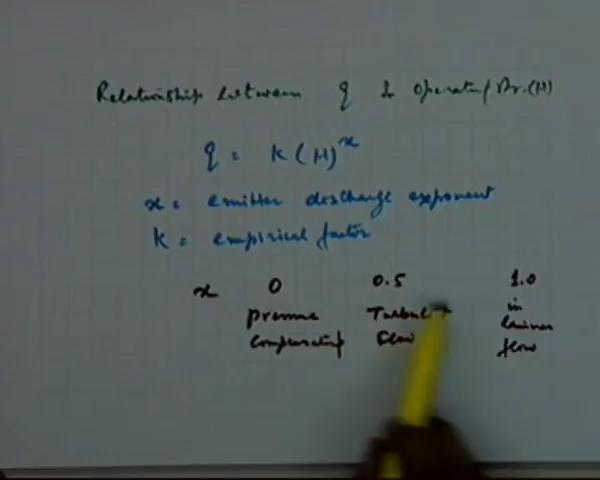 Relationship between q & operating Pr. (H)
q = K (H)^x
x = emitter discharge exponent
K = empirical factor
x 0 0.5 1.0
pressure Turbulent in
compensating flow laminar
flow